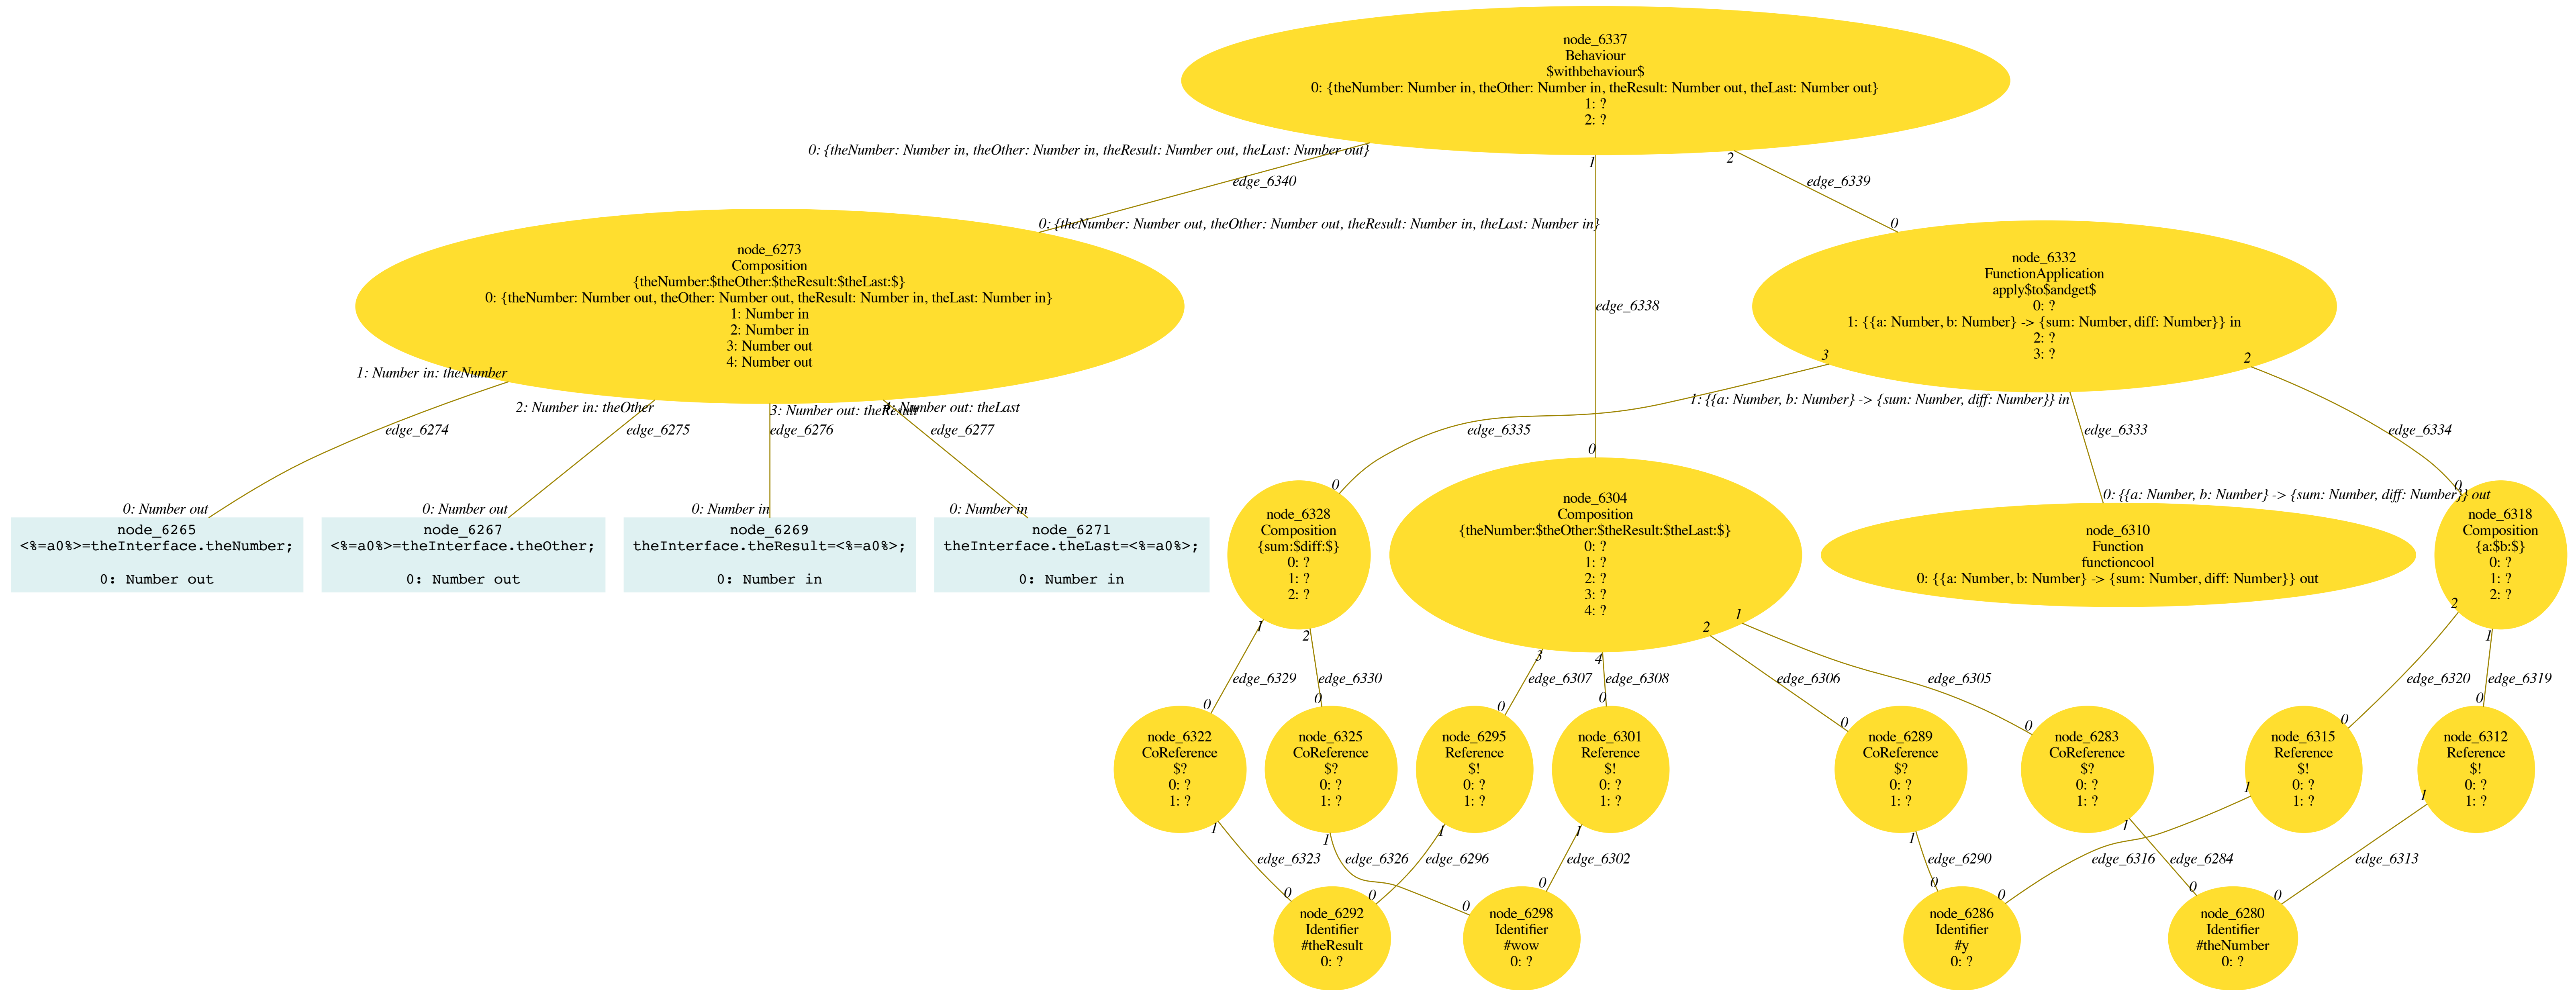 node_6337
Behaviour
$withbehaviour$
0: {theNumber: Number in, theOther: Number in, theResult: Number out, theLast: Number out}
1: ?
2: ?
0: {theNumber: Number in, theOther: Number in, theResult: Number out, theLast: Number out}
1
2
edge_6340
edge_6339
0: {theNumber: Number out, theOther: Number out, theResult: Number in, theLast: Number in}
0
node_6273
Composition
{theNumber:$theOther:$theResult:$theLast:$}
0: {theNumber: Number out, theOther: Number out, theResult: Number in, theLast: Number in}
1: Number in
2: Number in
3: Number out
4: Number out
edge_6338
node_6332
FunctionApplication
apply$to$andget$
0: ?
1: {{a: Number, b: Number} -> {sum: Number, diff: Number}} in
2: ?
3: ?
3
2
1: Number in: theNumber
2: Number in: theOther
3: Number out: theResult
4: Number out: theLast
1: {{a: Number, b: Number} -> {sum: Number, diff: Number}} in
edge_6274
edge_6275
edge_6276
edge_6277
edge_6335
edge_6333
edge_6334
0: Number out
0: Number out
0: Number in
0: Number in
0
0
0: {{a: Number, b: Number} -> {sum: Number, diff: Number}} out
0
node_6265
<%=a0%>=theInterface.theNumber;
0: Number out
node_6267
<%=a0%>=theInterface.theOther;
0: Number out
node_6269
theInterface.theResult=<%=a0%>;
0: Number in
node_6271
theInterface.theLast=<%=a0%>;
0: Number in
node_6328
Composition
{sum:$diff:$}
0: ?
1: ?
2: ?
node_6304
Composition
{theNumber:$theOther:$theResult:$theLast:$}
0: ?
1: ?
2: ?
3: ?
4: ?
node_6310
Function
functioncool
0: {{a: Number, b: Number} -> {sum: Number, diff: Number}} out
node_6318
Composition
{a:$b:$}
0: ?
1: ?
2: ?
1
2
3
4
2
1
2
1
edge_6329
edge_6330
edge_6307
edge_6308
edge_6306
edge_6305
edge_6320
edge_6319
0
0
0
0
0
0
0
0
node_6322
CoReference
$?
0: ?
1: ?
node_6325
CoReference
$?
0: ?
1: ?
node_6295
Reference
$!
0: ?
1: ?
node_6301
Reference
$!
0: ?
1: ?
node_6289
CoReference
$?
0: ?
1: ?
node_6283
CoReference
$?
0: ?
1: ?
node_6315
Reference
$!
0: ?
1: ?
node_6312
Reference
$!
0: ?
1: ?
1
1
1
1
1
1
1
1
edge_6323
edge_6326
edge_6296
edge_6302
edge_6290
edge_6316
edge_6284
edge_6313
0
0
0
0
0
0
0
0
node_6292
Identifier
#theResult
0: ?
node_6298
Identifier
#wow
0: ?
node_6286
Identifier
#y
0: ?
node_6280
Identifier
#theNumber
0: ?